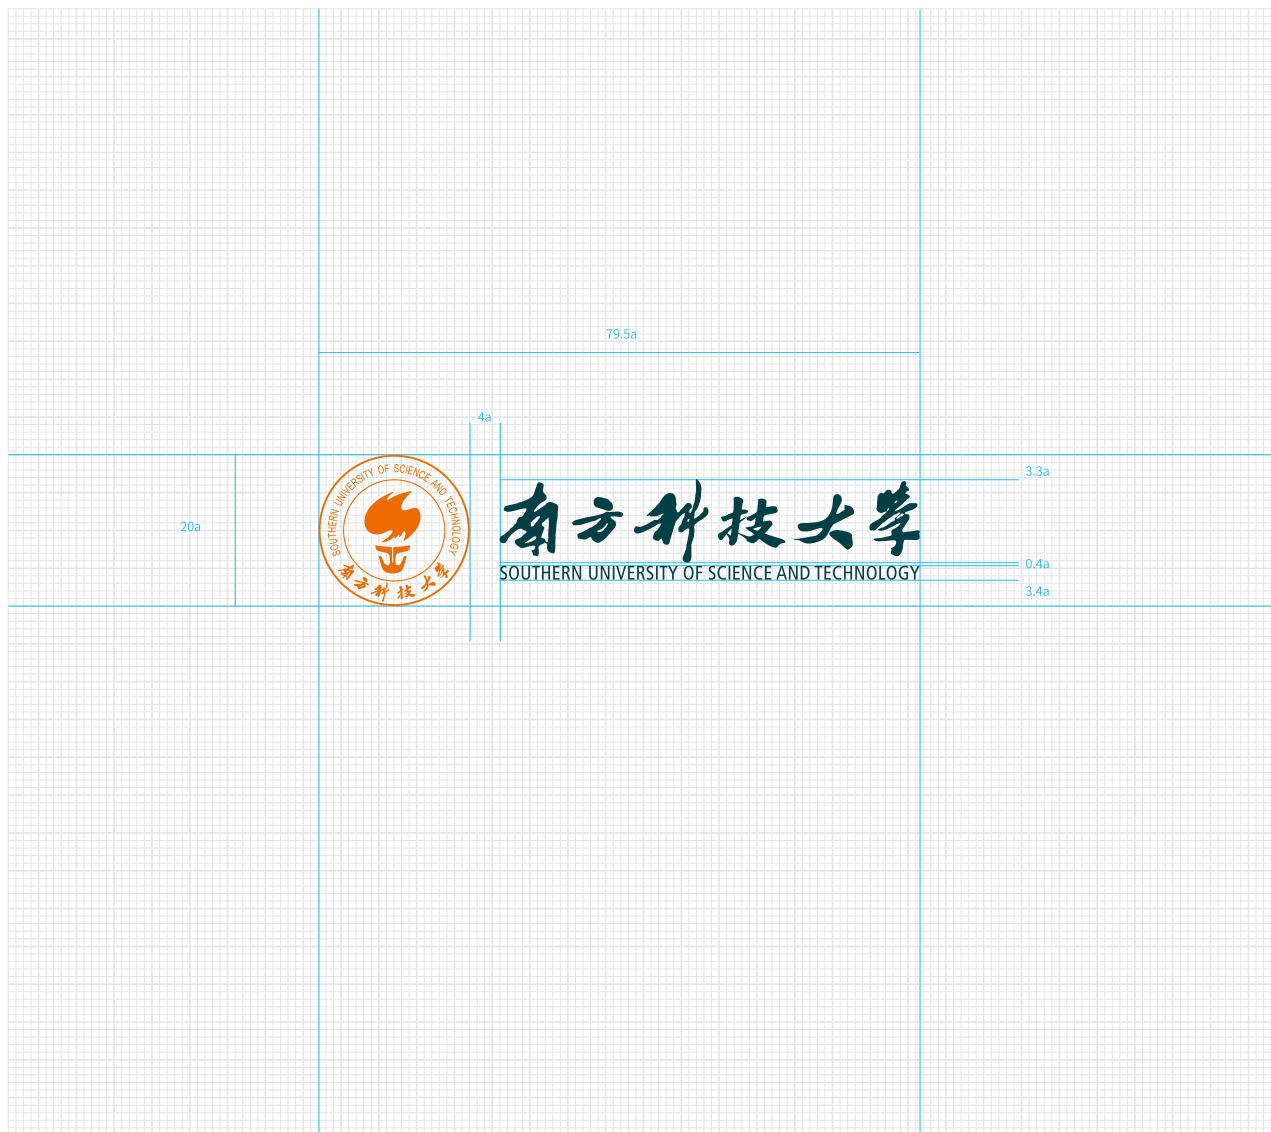 79.5a
4a
3.3a
20a
SOUTHERN UNIVERSITY OF SCIENCE AND TECHNOLOGY
南方科技大学
南方科技大學
0.4a
SOUTHERN UNIVERSITY OF SCIENCE AND TECHNOLOGY
3.4a